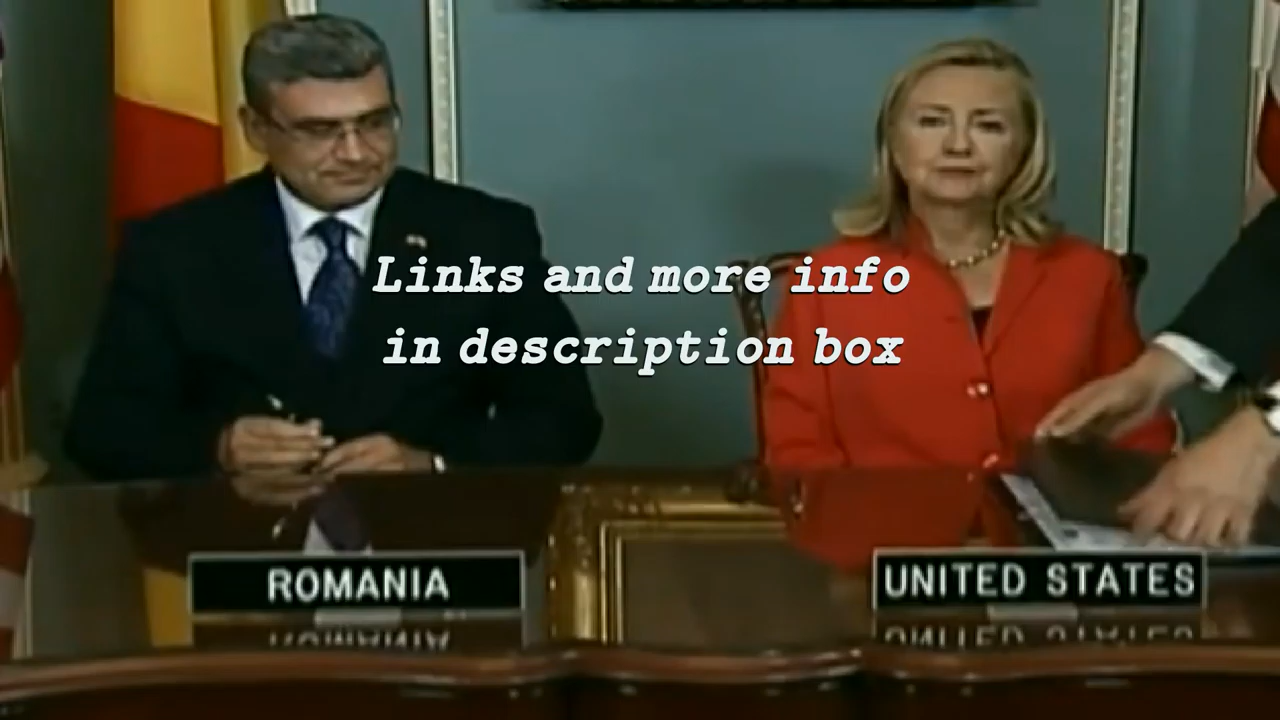 Links and more info
in description box
ROMANIA
UNITED STATES